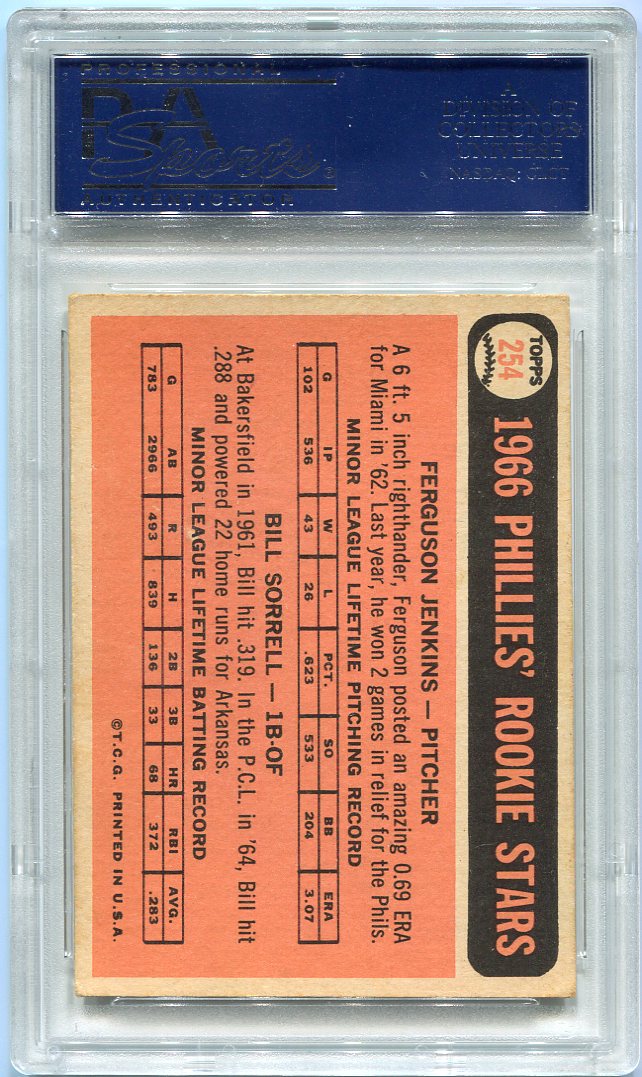 PROFESSIONAL
PSA
Sports®
AUTHENTICATOR
A
DIVISION OF
COLLECTORS
UNIVERSE
NASDAQ: CLCT
TOPPS
254
1966 PHILLIES' ROOKIE STARS
FERGUSON JENKINS — PITCHER
A 6 ft. 5 inch righthander, Ferguson posted an amazing 0.69 ERA
for Miami in '62. Last year, he won 2 games in relief for the Phils.
MINOR LEAGUE LIFETIME PITCHING RECORD
G IP W L PCT. SO BB ERA
102 536 43 26 .623 533 204 3.07
BILL SORRELL — 1B-OF
At Bakersfield in 1961, Bill hit .319. In the P.C.L. in '64, Bill hit
.288 and powered 22 home runs for Arkansas.
MINOR LEAGUE LIFETIME BATTING RECORD
G AB R H 2B 3B HR RBI AVG.
783 2966 493 839 136 33 68 372 .283
©T.C.G. PRINTED IN U.S.A.